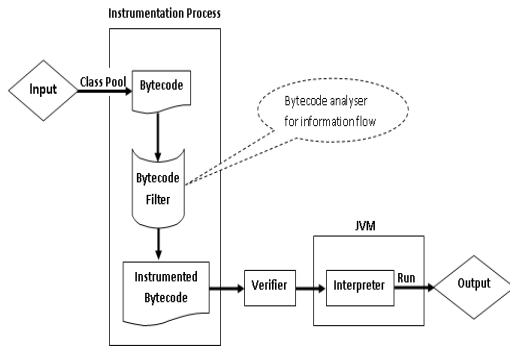 Instrumentation Process
Input
Class Pool
Bytecode
Bytecode analyser
for information flow
Bytecode
Filter
JVM
Instrumented
Bytecode
Verifier
Interpreter
Run
Output